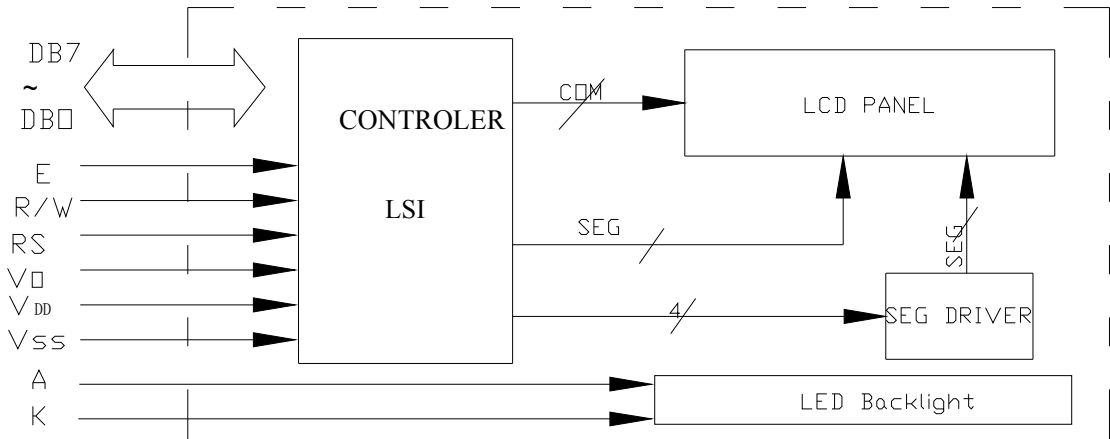 DB7
~
DB0
E
R/W
RS
V0
VDD
Vss
A
K
CONTROLER
LSI
COM
SEG
4
LCD PANEL
SEG
SEG DRIVER
LED Backlight